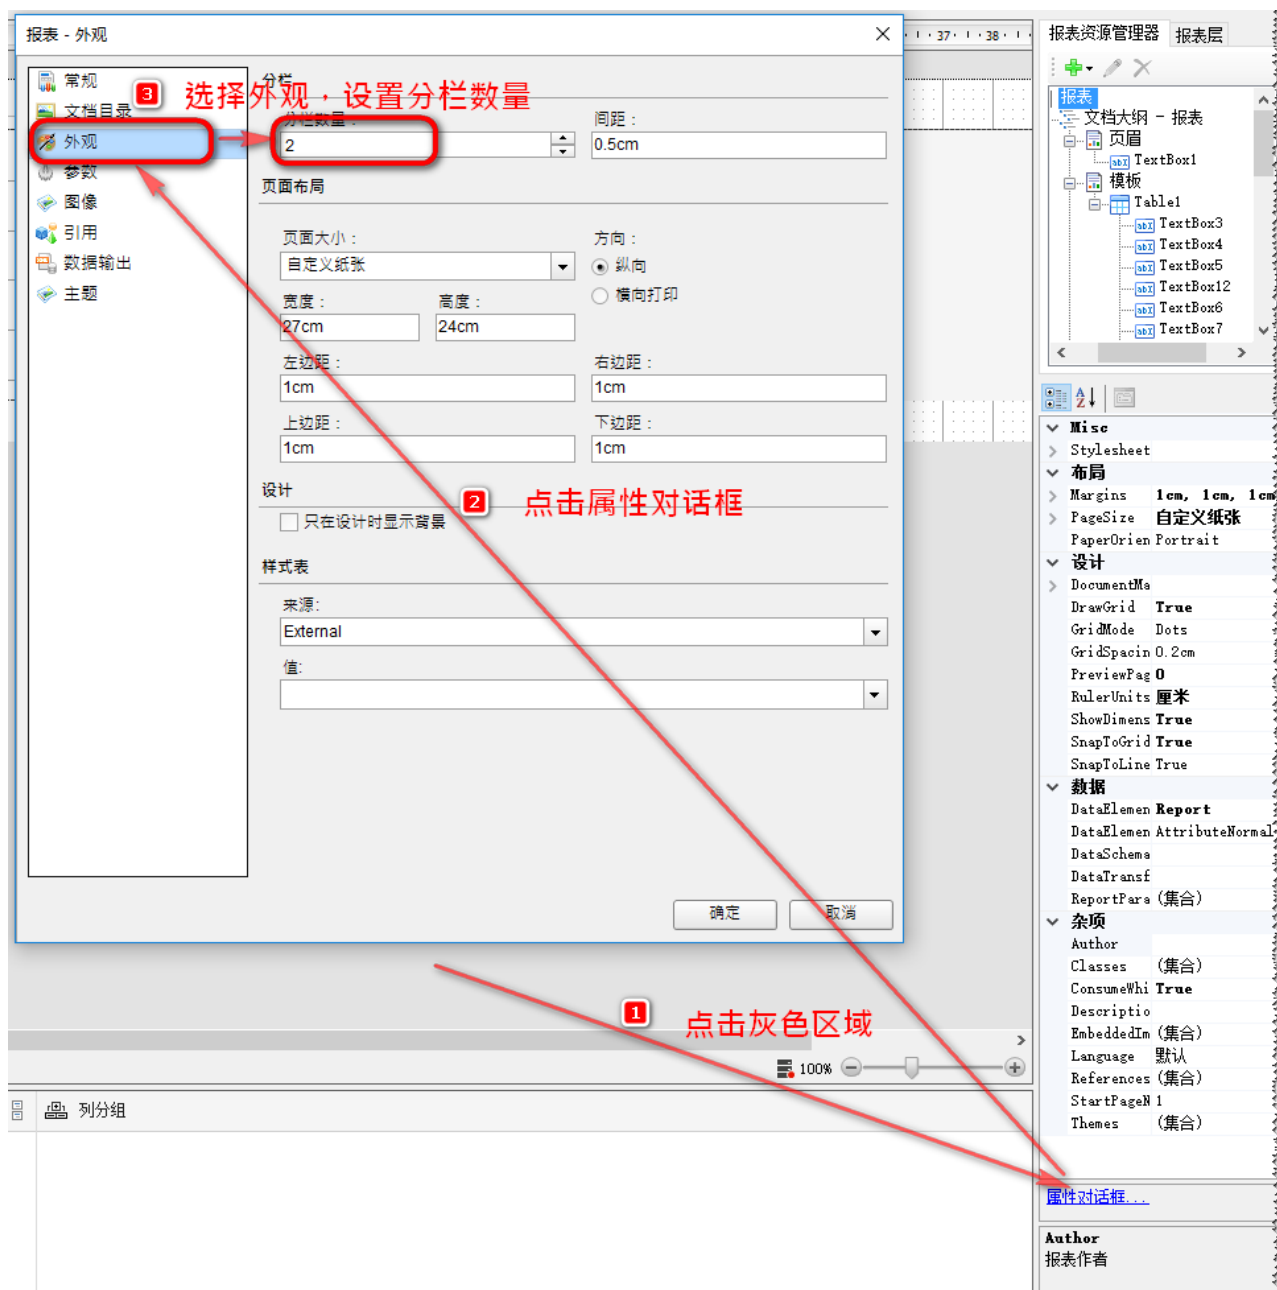 报表 - 外观
常规
文档目录
外观
参数
图像
引用
数据输出
主题
3 选择外观，设置分栏数量
分栏
分栏数量：
2
间距：
0.5cm
页面布局
页面大小：
自定义纸张
方向：
纵向
横向打印
宽度：
27cm
高度：
24cm
左边距：
1cm
右边距：
1cm
上边距：
1cm
下边距：
1cm
设计
只在设计时显示背景
2 点击属性对话框
样式表
来源:
External
值:
确定
取消
1 点击灰色区域
37 38
100%
列分组
报表资源管理器 报表层
报表
文档大纲 - 报表
页眉
TextBox1
模板
Table1
TextBox3
TextBox4
TextBox5
TextBox12
TextBox6
TextBox7
Misc
Stylesheet
布局
Margins 1cm, 1cm, 1cm
PageSize 自定义纸张
PaperOrien Portrait
设计
DocumentMa
DrawGrid True
GridMode Dots
GridSpacin 0.2cm
PreviewPag 0
RulerUnits 厘米
ShowDimens True
SnapToGrid True
SnapToLine True
数据
DataElemen Report
DataElemen AttributeNormal
DataSchema
DataTransf
ReportPara (集合)
杂项
Author
Classes (集合)
ConsumeWhi True
Descriptio
EmbeddedIm (集合)
Language 默认
References (集合)
StartPageN 1
Themes (集合)
属性对话框...
Author
报表作者